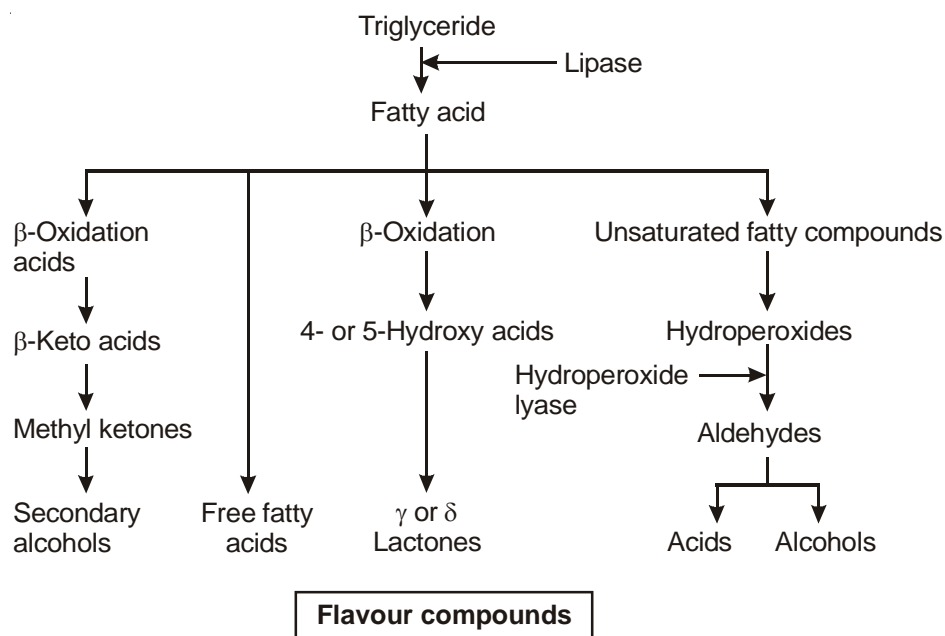 Triglyceride
Lipase
Fatty acid
β-Oxidation
acids
β-Oxidation
Unsaturated fatty compounds
β-Keto acids
4- or 5-Hydroxy acids
Hydroperoxides
Hydroperoxide
lyase
Methyl ketones
Aldehydes
Secondary
alcohols
Free fatty
acids
γ or δ
Lactones
Acids
Alcohols
Flavour compounds